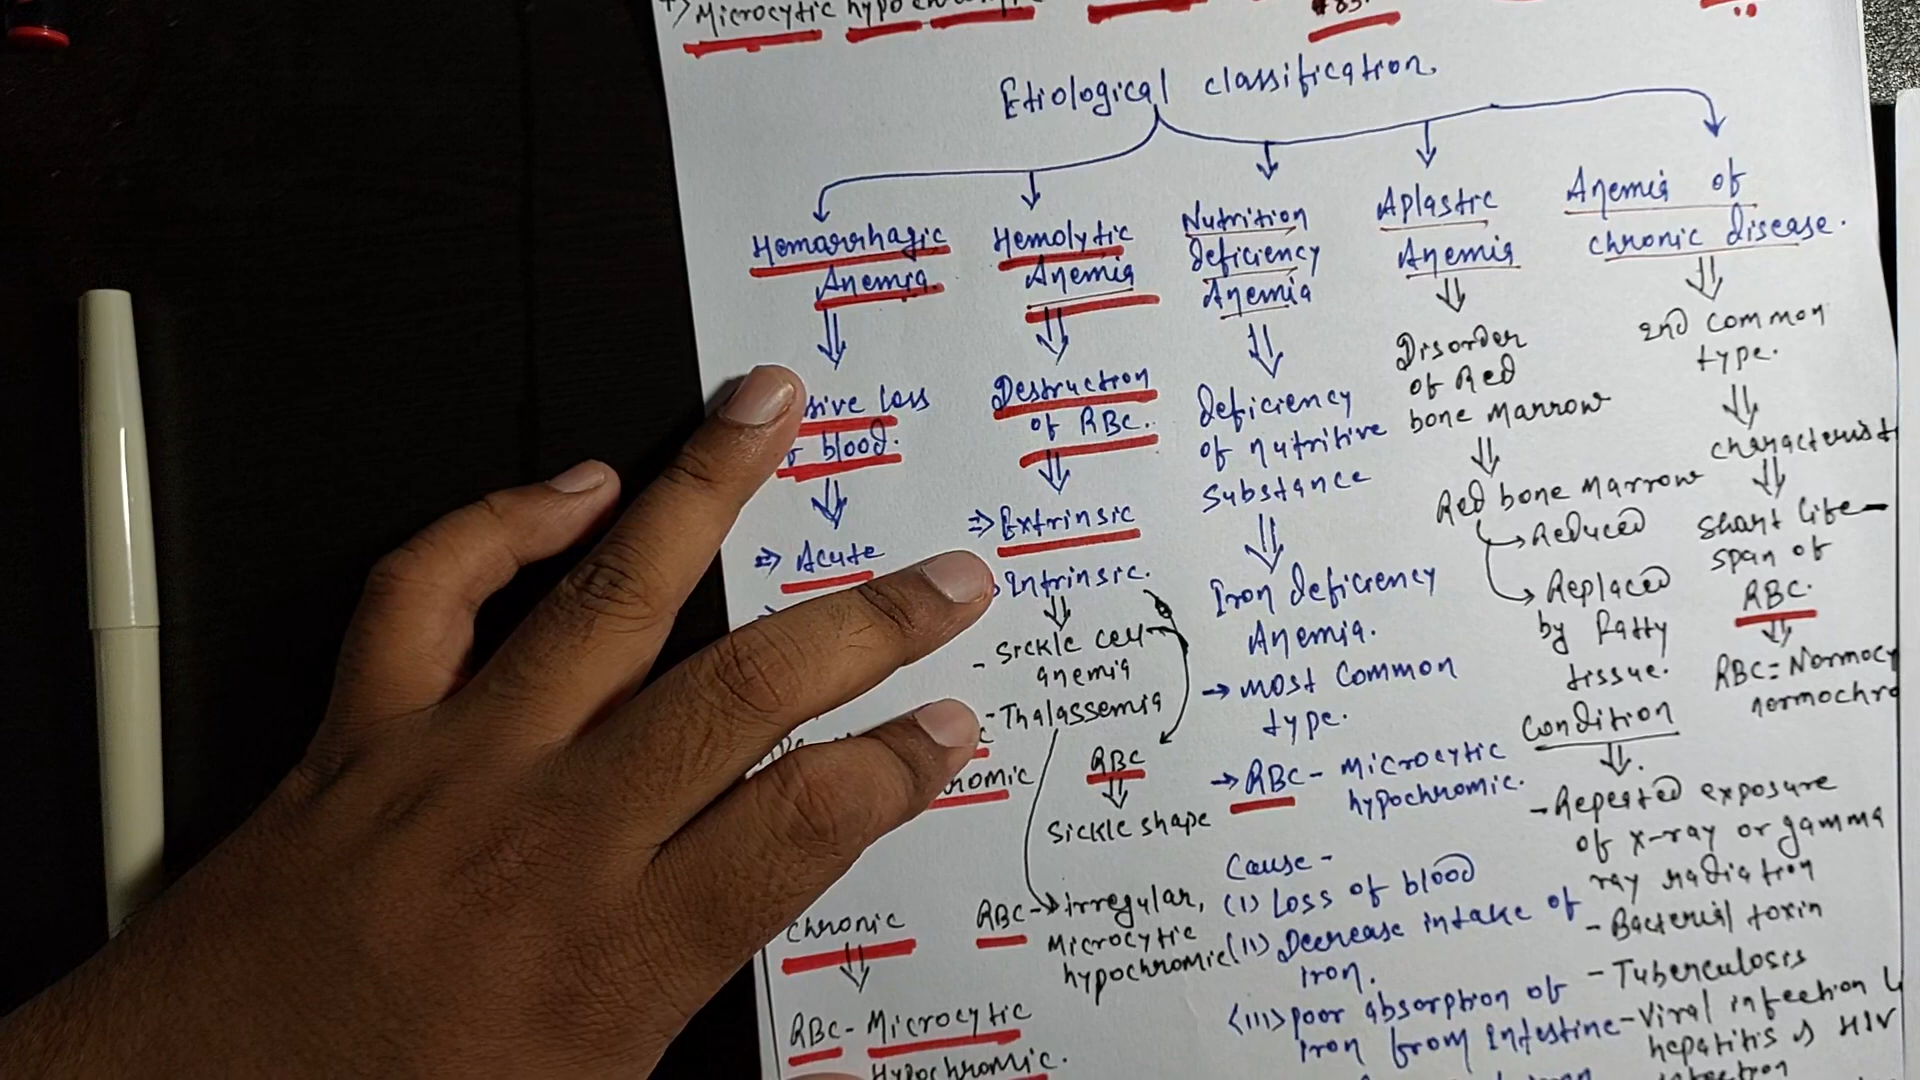 Microcytic
Etiological classification.
Hemarrhagic
Anemia.
Loss
blood.
⇒ Acute
Chronic
RBC - Microcytic
Hypochromic.
Hemolytic
Anemia
Destruction
of RBC.
⇒ Extrinsic
Intrinsic.
- Sickle cell
anemia
- Thalassemia
RBC
Sickle shape
RBC → irregular,
Microcytic
hypochromic
Nutrition
deficiency
Anemia
deficiency
of nutritive
Substance
Iron deficiency
Anemia.
→ most common
type.
→ RBC - Microcytic
hypochromic.
Cause -
(I) Loss of blood
(II) Decrease intake of
Iron.
(III) poor absorption of
Iron from Intestine
Aplastic
Anemia
Disorder
of Red
bone Marrow
Red bone Marrow
→ Reduced
→ Replaced
by Fatty
tissue.
Condition
- Repeated exposure
of x-ray or gamma
ray radiation
- Bacterial toxin
- Tuberculosis
- Viral infection
hepatitis HIV
Anemia of
chronic disease.
2nd common
type.
Short life
span of
RBC.
RBC =